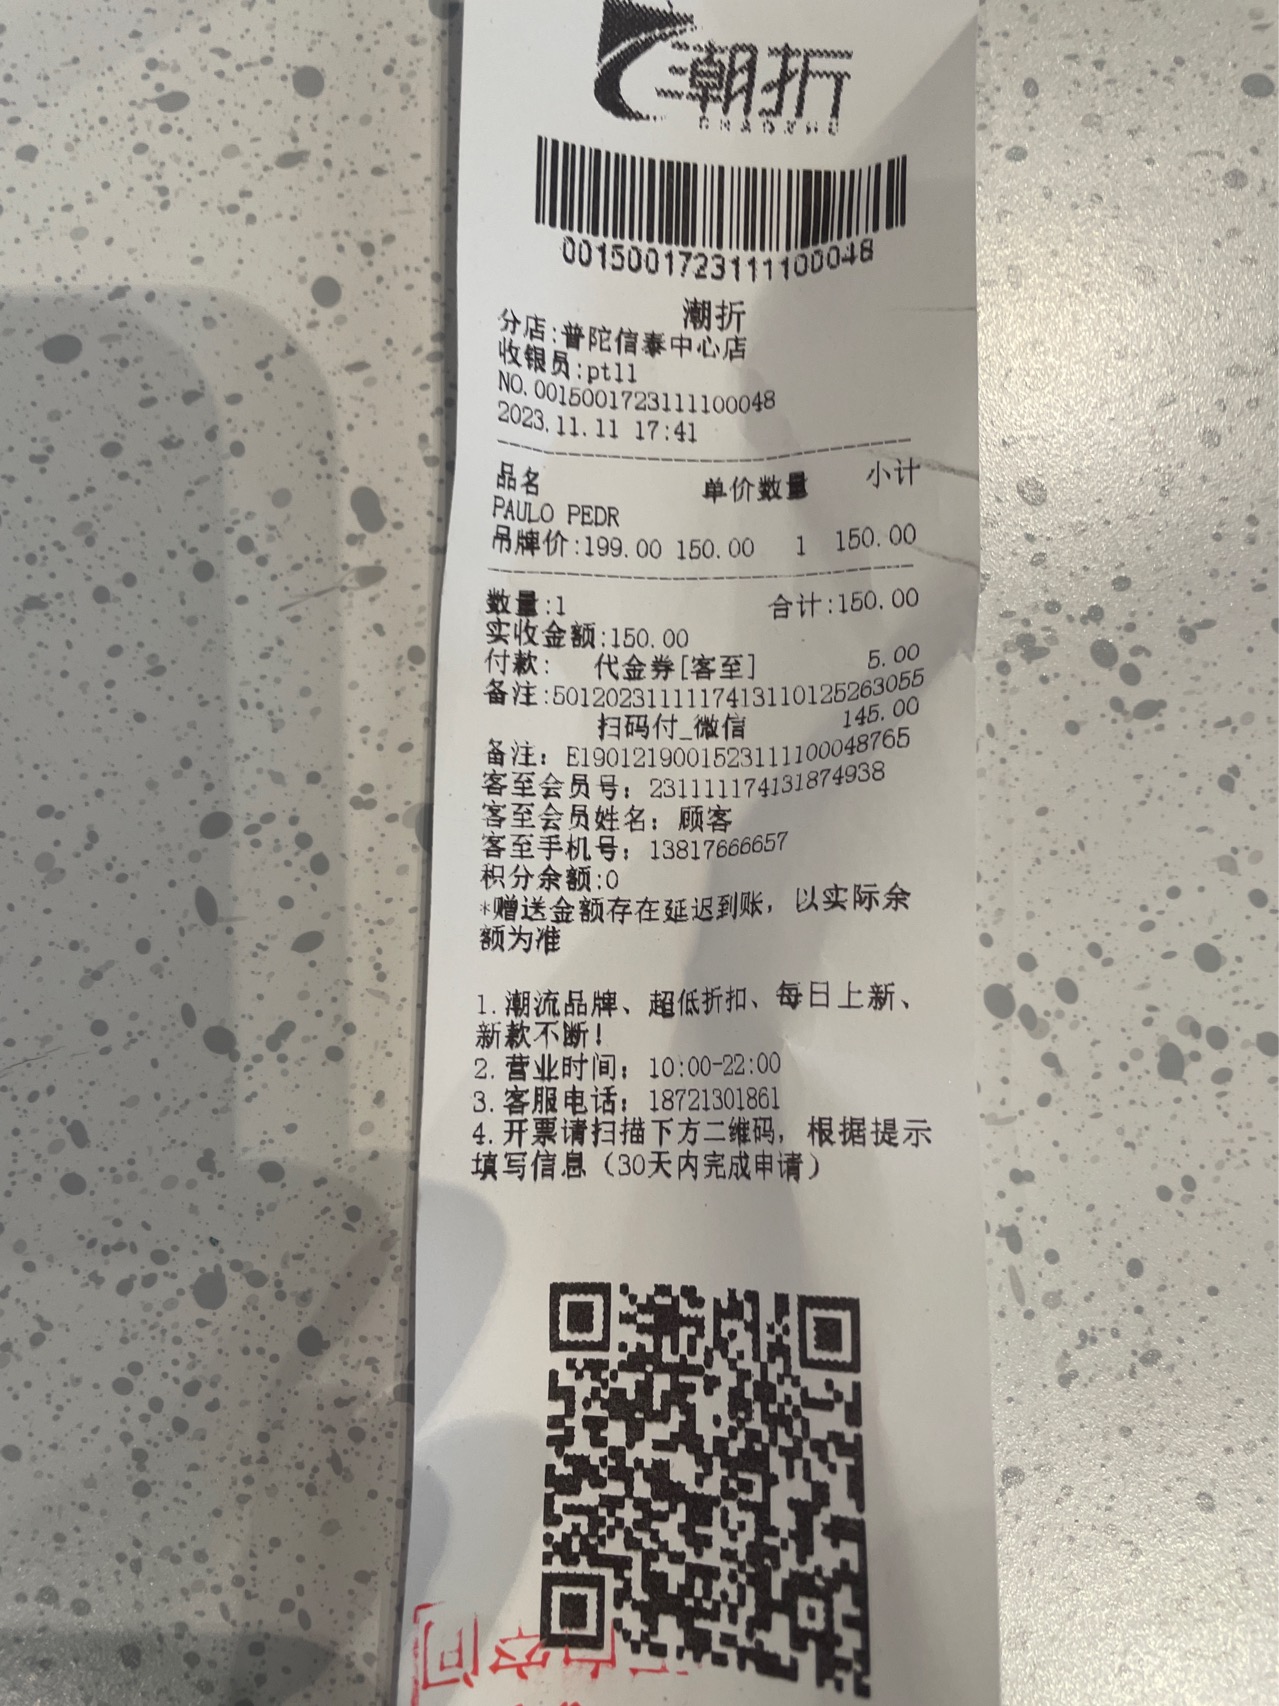 潮折
CHAOZHE
0015001723111100048
潮折
分店:普陀信泰中心店
收银员:pt11
NO.0015001723111100048
2023.11.11 17:41
品名 单价数量 小计
PAULO PEDR
吊牌价:199.00 150.00 1 150.00
数量:1 合计:150.00
实收金额:150.00
付款: 代金券[客至] 5.00
备注:5012023111117413110125263055
扫码付_微信 145.00
备注: E1901219001523111100048765
客至会员号: 231111174131874938
客至会员姓名: 顾客
客至手机号: 13817666657
积分余额:0
*赠送金额存在延迟到账, 以实际余
额为准
1.潮流品牌、超低折扣、每日上新、
新款不断!
2.营业时间: 10:00-22:00
3.客服电话: 18721301861
4.开票请扫描下方二维码, 根据提示
填写信息(30天内完成申请)